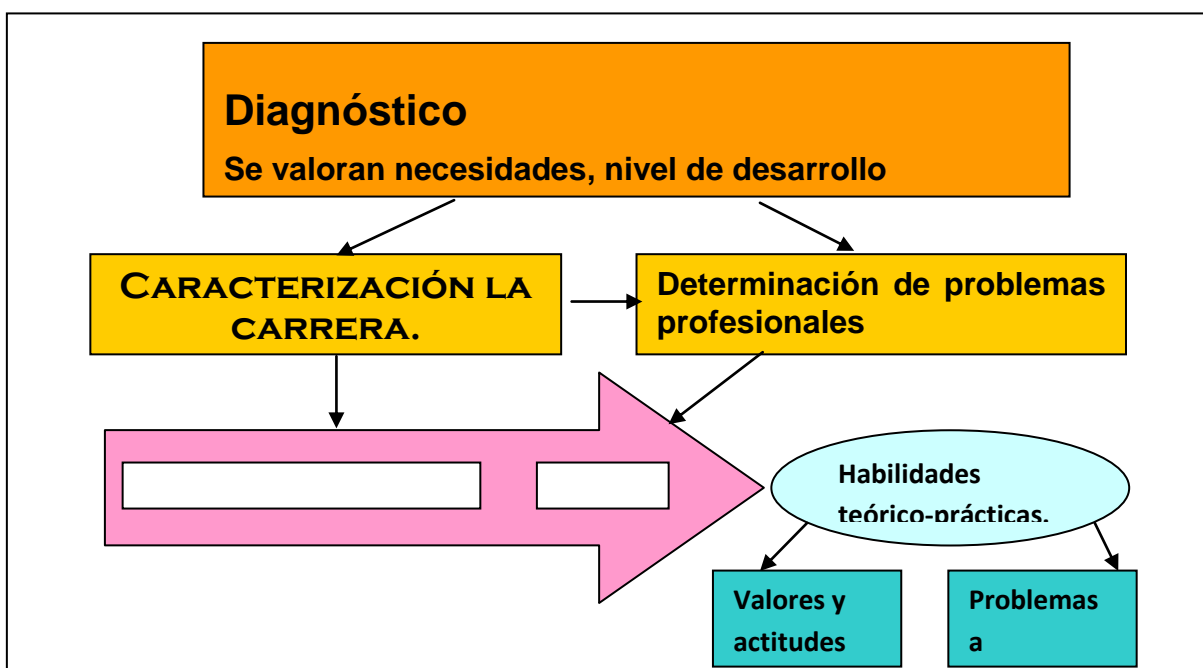 Diagnóstico
Se valoran necesidades, nivel de desarrollo
CARACTERIZACIÓN LA
CARRERA.
Determinación de problemas
profesionales
Habilidades
teórico-prácticas.
Valores y
actitudes
Problemas
a